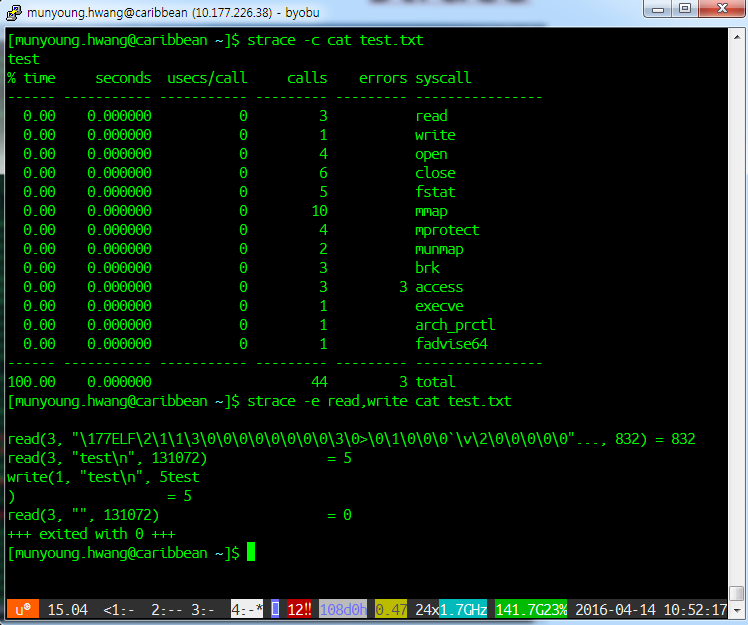 munyoung.hwang@caribbean (10.177.226.38) - byobu
[munyoung.hwang@caribbean ~]$ strace -c cat test.txt
test
% time     seconds  usecs/call     calls    errors syscall
------ ----------- ----------- --------- --------- ----------------
  0.00    0.000000           0         3           read
  0.00    0.000000           0         1           write
  0.00    0.000000           0         4           open
  0.00    0.000000           0         6           close
  0.00    0.000000           0         5           fstat
  0.00    0.000000           0        10           mmap
  0.00    0.000000           0         4           mprotect
  0.00    0.000000           0         2           munmap
  0.00    0.000000           0         3           brk
  0.00    0.000000           0         3         3 access
  0.00    0.000000           0         1           execve
  0.00    0.000000           0         1           arch_prctl
  0.00    0.000000           0         1           fadvise64
------ ----------- ----------- --------- --------- ----------------
100.00    0.000000                    44         3 total
[munyoung.hwang@caribbean ~]$ strace -e read,write cat test.txt
read(3, "\177ELF\2\1\1\3\0\0\0\0\0\0\0\0\3\0>\0\1\0\0\0`\v\2\0\0\0\0\0"..., 832) = 832
read(3, "test\n", 131072)               = 5
write(1, "test\n", 5test
)                   = 5
read(3, "", 131072)                     = 0
+++ exited with 0 +++
[munyoung.hwang@caribbean ~]$
u® 15.04 <1:- 2:-- 3:- 4:-* 12!! 108d0h 0.47 24x1.7GHz 141.7G23% 2016-04-14 10:52:17